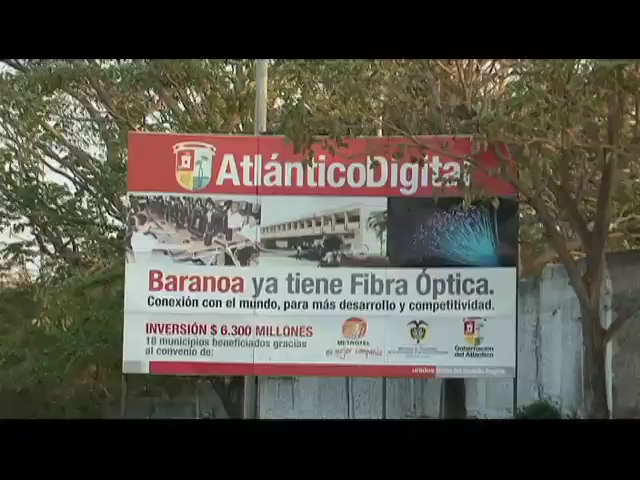 AtlánticoDigital
Baranoa ya tiene Fibra Óptica.
Conexión con el mundo, para más desarrollo y competitividad.
INVERSIÓN $ 6.300 MILLONES
18 municipios beneficiados gracias
al convenio de:
METROTEL
Gobernación
del Atlántico